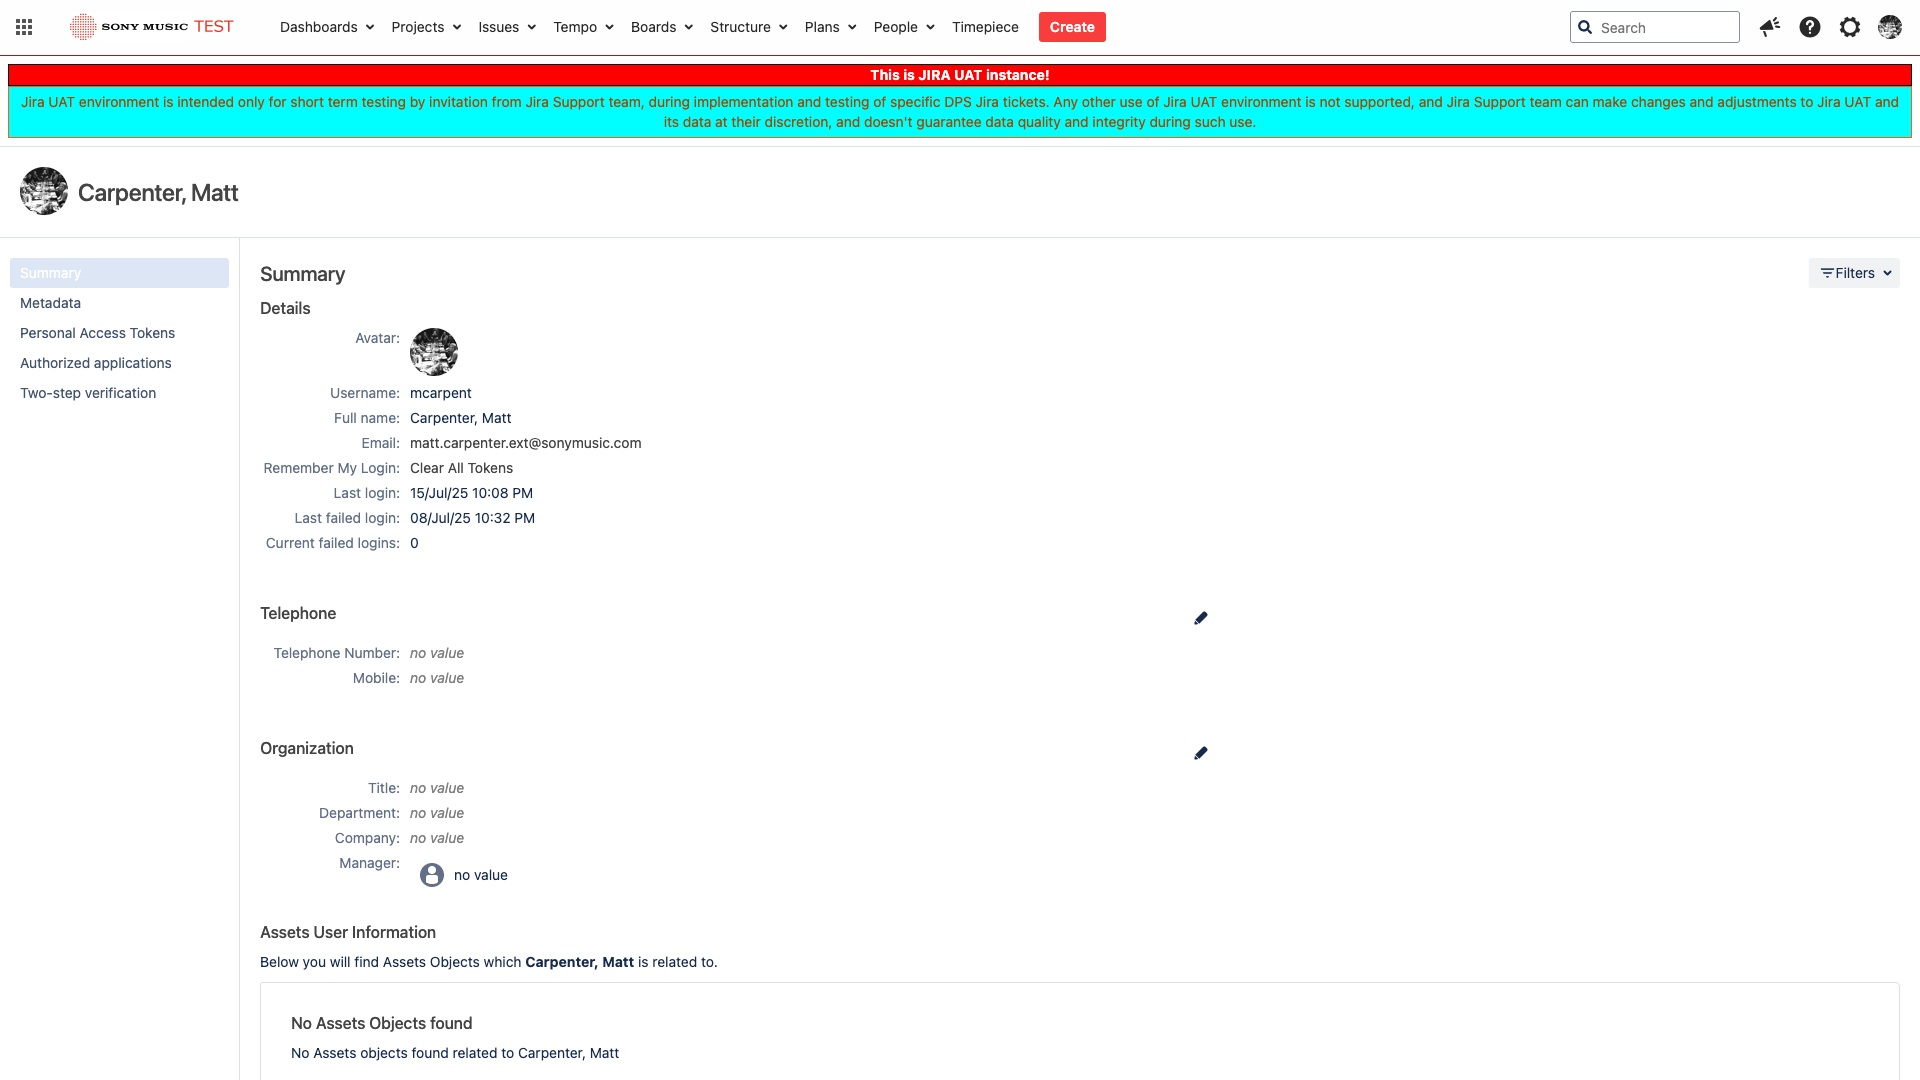 SONY MUSIC TEST
Dashboards
Projects
Issues
Tempo
Boards
Structure
Plans
People
Timepiece
Create
Search
This is JIRA UAT instance!
Jira UAT environment is intended only for short term testing by invitation from Jira Support team, during implementation and testing of specific DPS Jira tickets. Any other use of Jira UAT environment is not supported, and Jira Support team can make changes and adjustments to Jira UAT and
its data at their discretion, and doesn't guarantee data quality and integrity during such use.
Carpenter, Matt
Summary
Metadata
Personal Access Tokens
Authorized applications
Two-step verification
Summary
Filters
Details
Avatar:
Username: mcarpent
Full name: Carpenter, Matt
Email: matt.carpenter.ext@sonymusic.com
Remember My Login: Clear All Tokens
Last login: 15/Jul/25 10:08 PM
Last failed login: 08/Jul/25 10:32 PM
Current failed logins: 0
Telephone
Telephone Number: no value
Mobile: no value
Organization
Title: no value
Department: no value
Company: no value
Manager: no value
Assets User Information
Below you will find Assets Objects which Carpenter, Matt is related to.
No Assets Objects found
No Assets objects found related to Carpenter, Matt